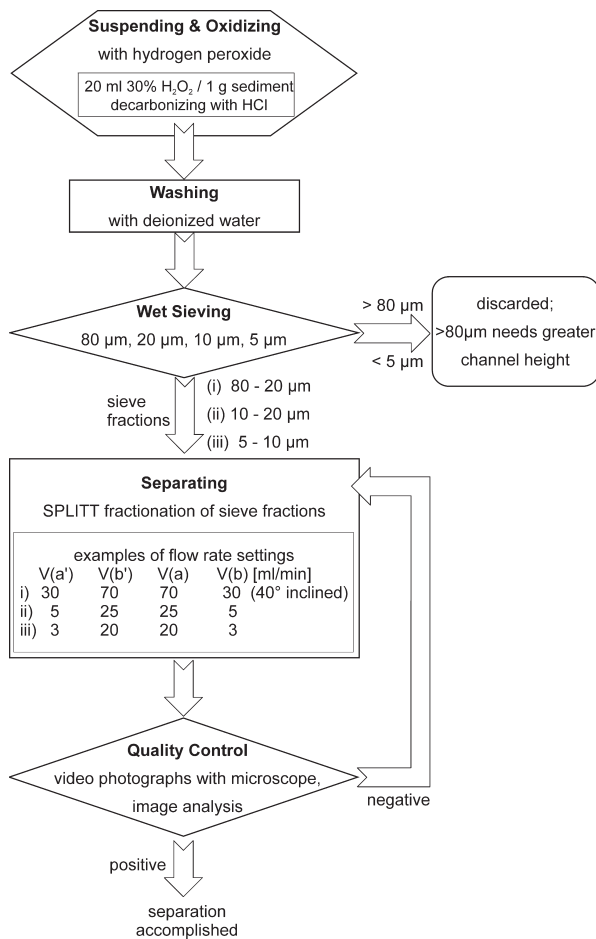 Suspending & Oxidizing
with hydrogen peroxide
20 ml 30% H₂O₂ / 1 g sediment
decarbonizing with HCl
Washing
with deionized water
Wet Sieving
80 µm, 20 µm, 10 µm, 5 µm
> 80 µm
< 5 µm
discarded;
>80µm needs greater
channel height
sieve
fractions
(i) 80 - 20 µm
(ii) 10 - 20 µm
(iii) 5 - 10 µm
Separating
SPLITT fractionation of sieve fractions
examples of flow rate settings
V(a') V(b') V(a) V(b) [ml/min]
i) 30 70 70 30 (40° inclined)
ii) 5 25 25 5
iii) 3 20 20 3
Quality Control
video photographs with microscope,
image analysis
negative
positive
separation
accomplished